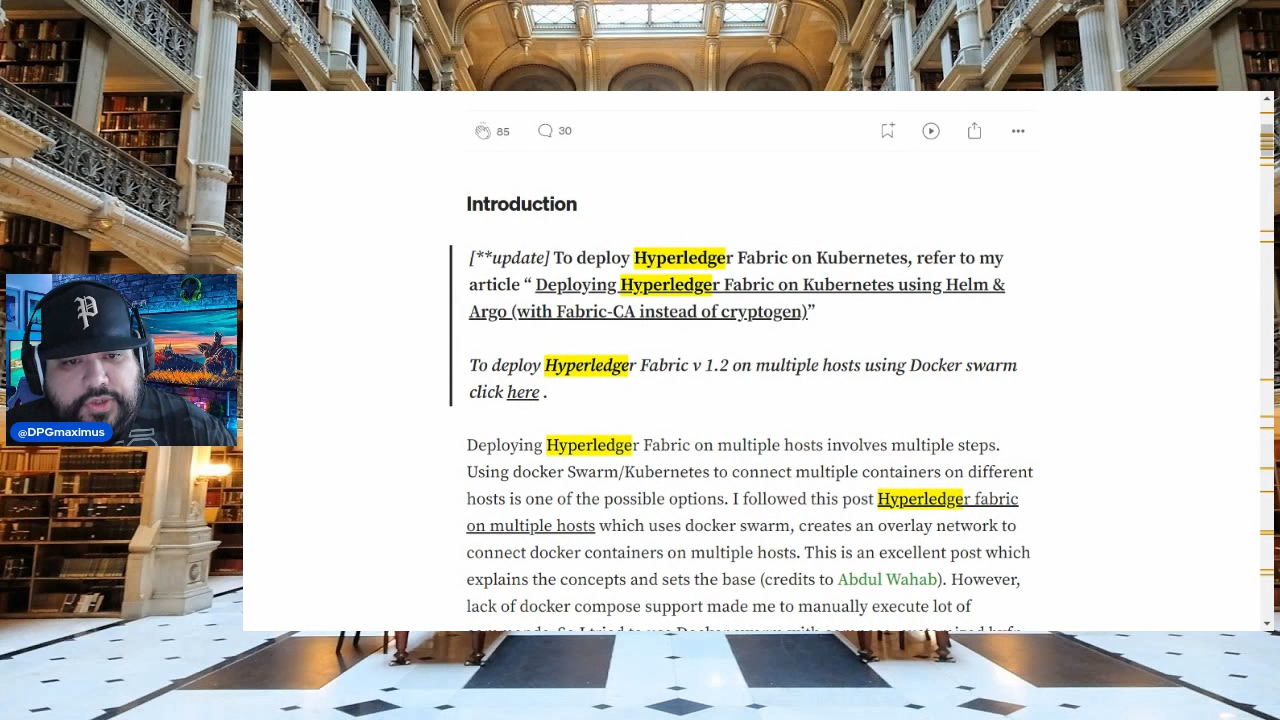 85 30
Introduction
[**update] To deploy Hyperledger Fabric on Kubernetes, refer to my
article “ Deploying Hyperledger Fabric on Kubernetes using Helm &
Argo (with Fabric-CA instead of cryptogen)”
To deploy Hyperledger Fabric v 1.2 on multiple hosts using Docker swarm
click here .
P
@DPGmaximus
Deploying Hyperledger Fabric on multiple hosts involves multiple steps.
Using docker Swarm/Kubernetes to connect multiple containers on different
hosts is one of the possible options. I followed this post Hyperledger fabric
on multiple hosts which uses docker swarm, creates an overlay network to
connect docker containers on multiple hosts. This is an excellent post which
explains the concepts and sets the base (credits to Abdul Wahab). However,
lack of docker compose support made me to manually execute lot of